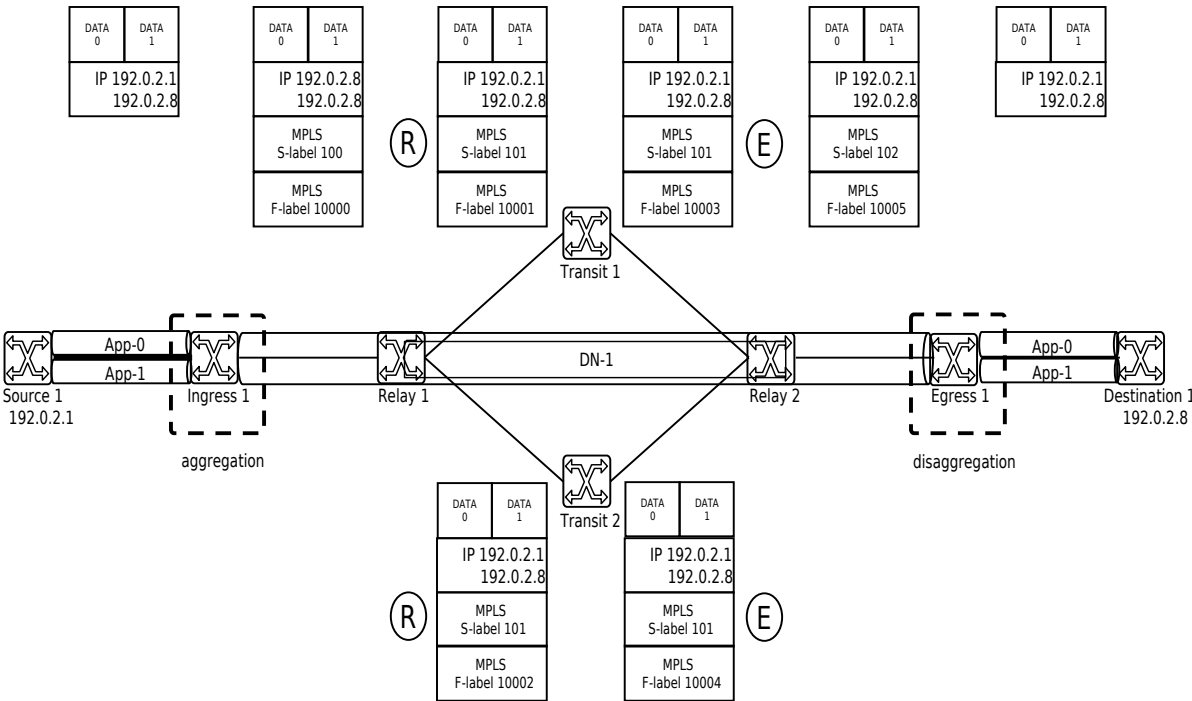 DATA
0
DATA
1
IP 192.0.2.1
192.0.2.8
DATA
0
DATA
1
IP 192.0.2.8
192.0.2.8
MPLS
S-label 100
MPLS
F-label 10000
R
DATA
0
DATA
1
IP 192.0.2.1
192.0.2.8
MPLS
S-label 101
MPLS
F-label 10001
DATA
0
DATA
1
IP 192.0.2.1
192.0.2.8
MPLS
S-label 101
MPLS
F-label 10003
E
DATA
0
DATA
1
IP 192.0.2.1
192.0.2.8
MPLS
S-label 102
MPLS
F-label 10005
DATA
0
DATA
1
IP 192.0.2.1
192.0.2.8
Transit 1
App-0
App-1
DN-1
App-0
App-1
Source 1
192.0.2.1
Ingress 1
Relay 1
Relay 2
Egress 1
Destination 1
192.0.2.8
aggregation
disaggregation
Transit 2
R
DATA
0
DATA
1
IP 192.0.2.1
192.0.2.8
MPLS
S-label 101
MPLS
F-label 10002
DATA
0
DATA
1
IP 192.0.2.1
192.0.2.8
MPLS
S-label 101
MPLS
F-label 10004
E